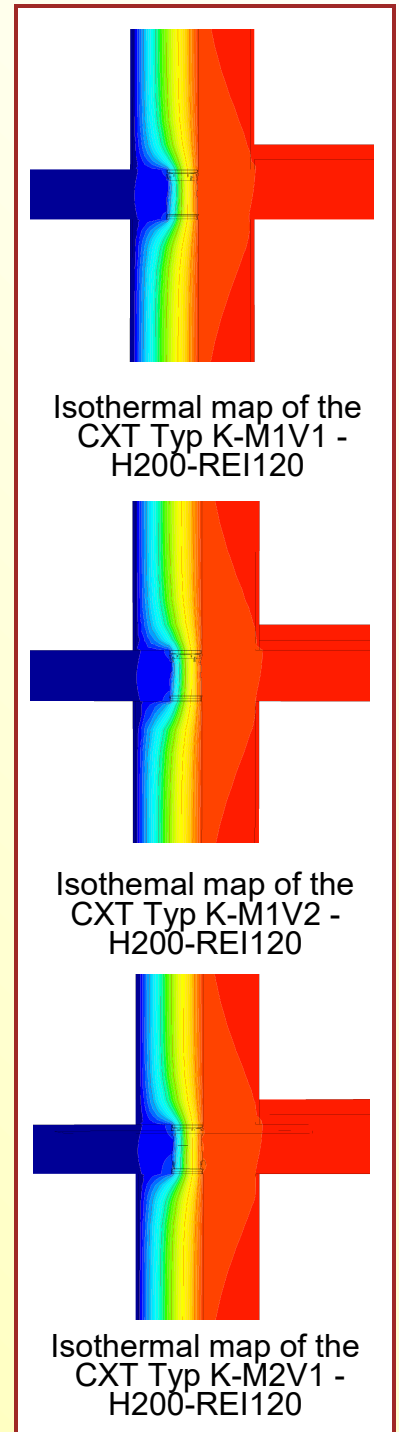 Isothermal map of the
CXT Typ K-M1V1 -
H200-REI120
Isothemal map of the
CXT Typ K-M1V2 -
H200-REI120
Isothermal map of the
CXT Typ K-M2V1 -
H200-REI120